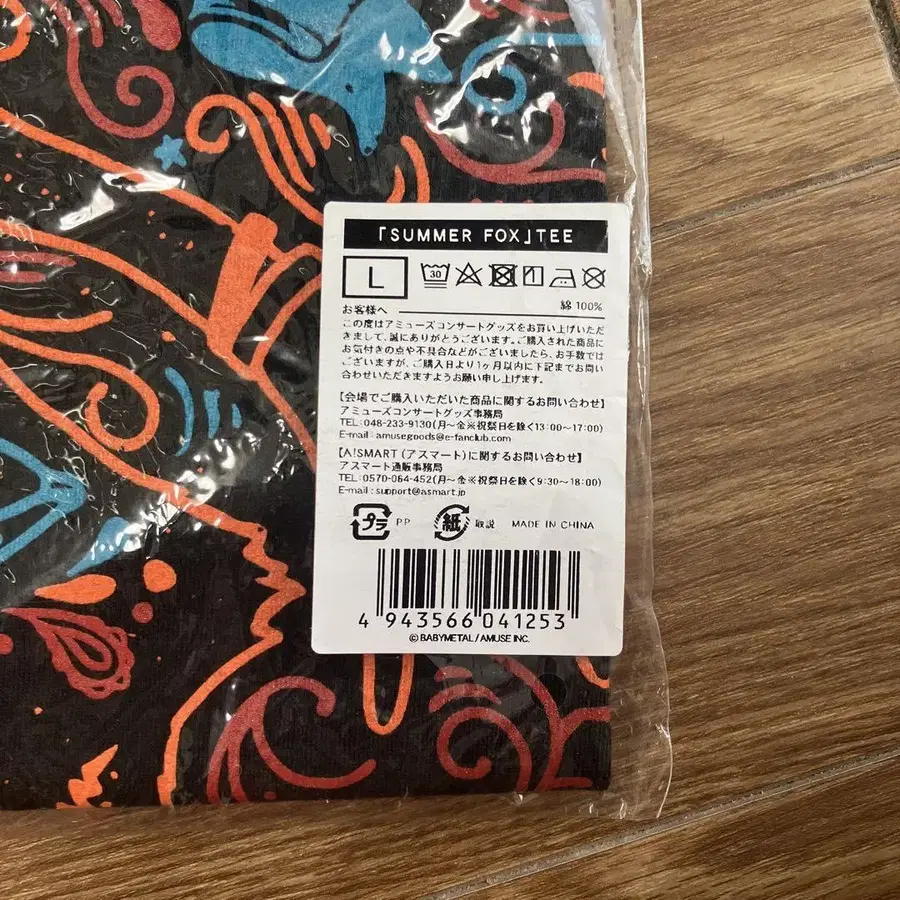 「SUMMER FOX」TEE
L 30
お客様へ 綿 100%
この度はアミューズコンサートグッズをお買い上げいただ
きまして、誠にありがとうございます。ご購入された商品に
お気付きの点や不具合などがございましたら、お手数では
ございますが、ご購入日より1ヶ月以内に下記までお問い
合わせいただきますようお願い申し上げます。
【会場でご購入いただいた商品に関するお問い合わせ】
アミューズコンサートグッズ事務局
TEL:048-233-9130(月〜金※祝祭日を除く13:00〜17:00)
E-mail : amusegoods@e-fanclub.com
【A!SMART (アスマート)に関するお問い合わせ】
アスマート通販事務局
TEL:0570-064-452(月〜金※祝祭日を除く9:30〜18:00)
E-mail : support@asmart.jp
プラ PP 紙 取説 MADE IN CHINA
4 943566 041253
© BABYMETAL / AMUSE INC.